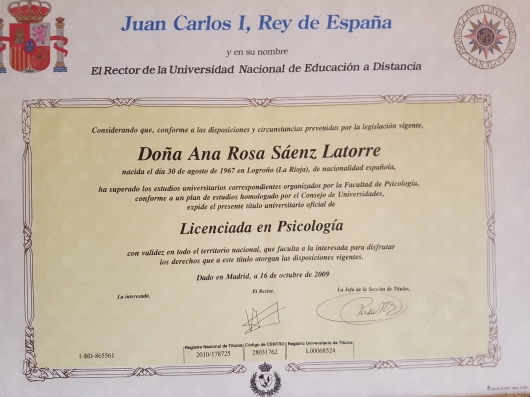 Juan Carlos I, Rey de España
y en su nombre
El Rector de la Universidad Nacional de Educación a Distancia
Considerando que, conforme a las disposiciones y circunstancias prevenidas por la legislación vigente,
Doña Ana Rosa Sáenz Latorre
nacida el día 30 de agosto de 1967 en Logroño (La Rioja), de nacionalidad española,
ha superado los estudios universitarios correspondientes organizados por la Facultad de Psicología,
conforme a un plan de estudios homologado por el Consejo de Universidades,
expide el presente título universitario oficial de
Licenciada en Psicología
con validez en todo el territorio nacional, que faculta a la interesada para disfrutar
los derechos que a este título otorgan las disposiciones vigentes.
Dado en Madrid, a 16 de octubre de 2009
La interesada, El Rector, La Jefa de la Sección de Títulos,
Registro Nacional de Títulos Código de CENTRO Registro Universitario de Títulos
1-BD-865561 2010/178725 28031762 L00068524